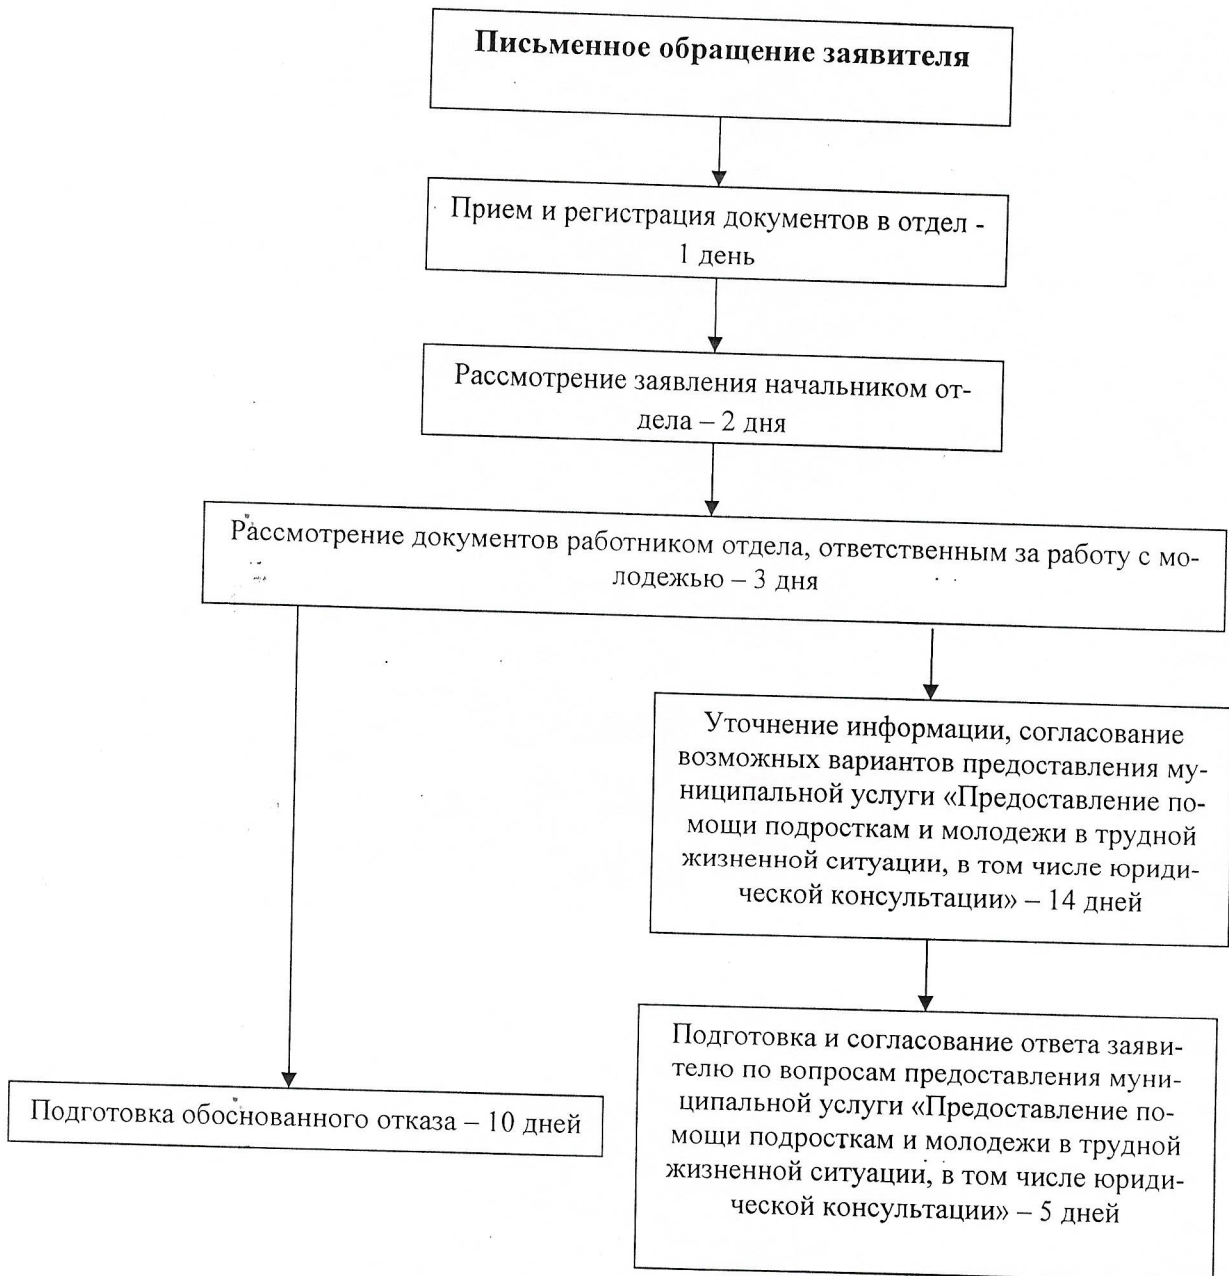 Письменное обращение заявителя
Прием и регистрация документов в отдел -
1 день
Рассмотрение заявления начальником от-
дела – 2 дня
Рассмотрение документов работником отдела, ответственным за работу с мо-
лодежью – 3 дня
Уточнение информации, согласование
возможных вариантов предоставления му-
ниципальной услуги «Предоставление по-
мощи подросткам и молодежи в трудной
жизненной ситуации, в том числе юриди-
ческой консультации» – 14 дней
Подготовка обоснованного отказа – 10 дней
Подготовка и согласование ответа заяви-
телю по вопросам предоставления муни-
ципальной услуги «Предоставление по-
мощи подросткам и молодежи в трудной
жизненной ситуации, в том числе юриди-
ческой консультации» – 5 дней